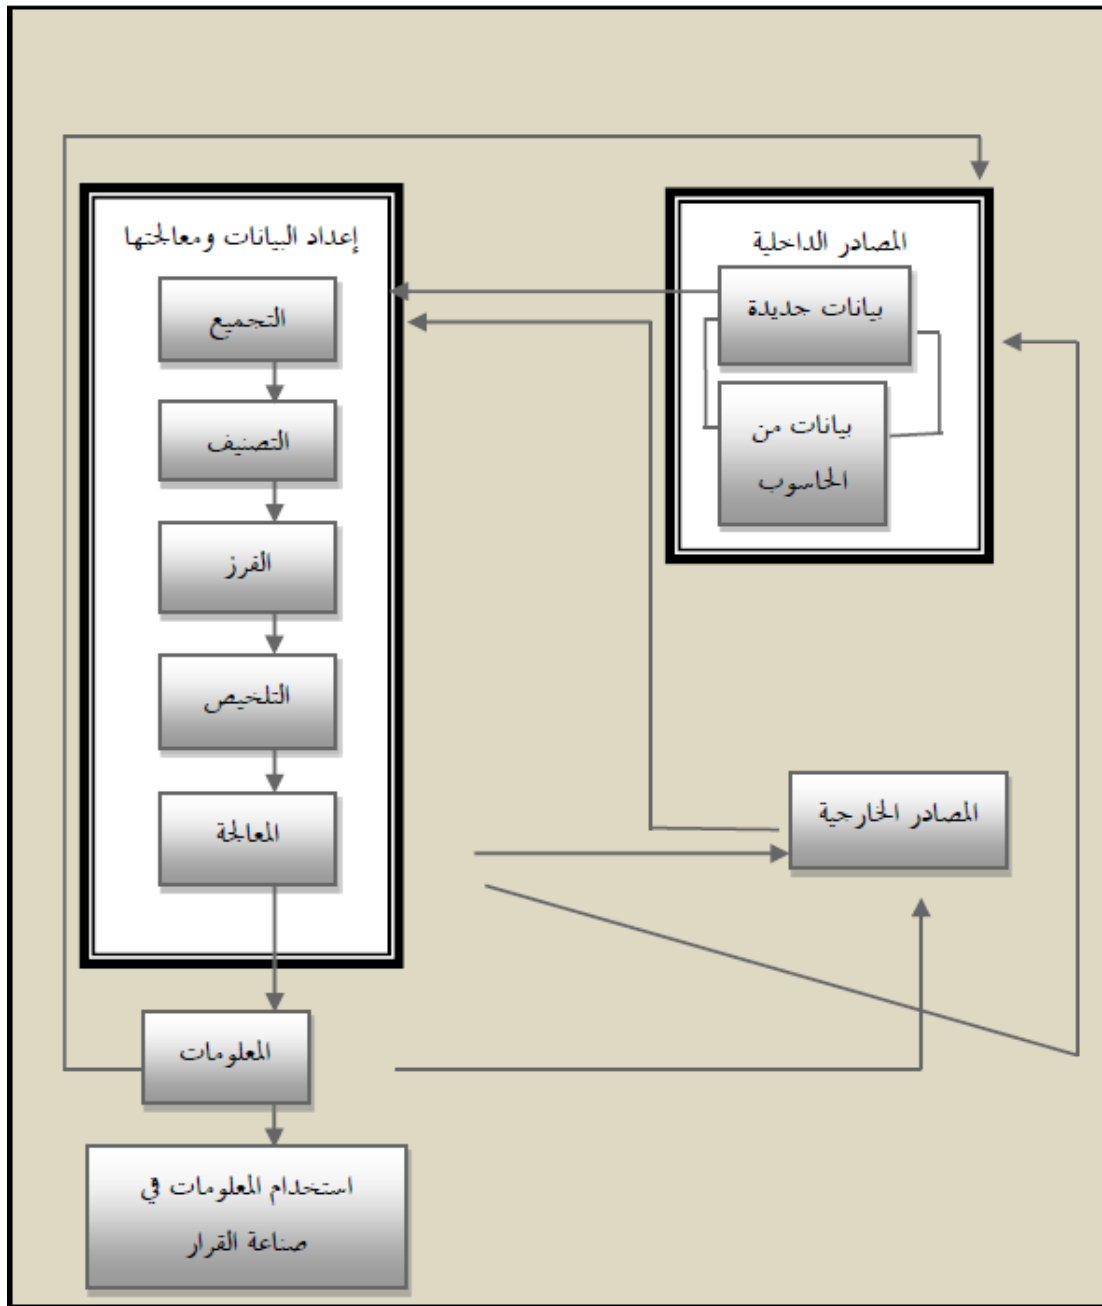 المصادر الداخلية
بيانات جديدة
بيانات من
الحاسوب
إعداد البيانات ومعالجتها
التجميع
التصنيف
الفرز
التلخيص
المعالجة
المصادر الخارجية
المعلومات
استخدام المعلومات في
صناعة القرار